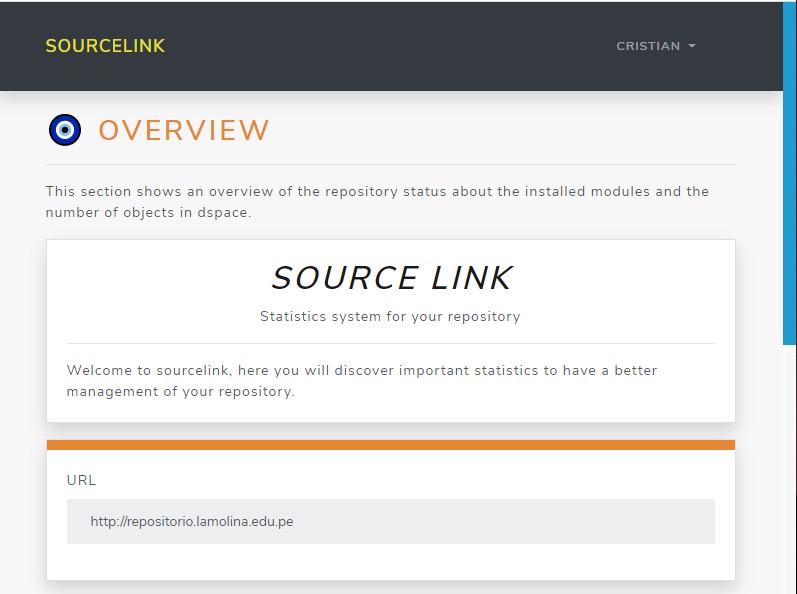 SOURCELINK
CRISTIAN
OVERVIEW
This section shows an overview of the repository status about the installed modules and the
number of objects in dspace.
SOURCE LINK
Statistics system for your repository
Welcome to sourcelink, here you will discover important statistics to have a better
management of your repository.
URL
http://repositorio.lamolina.edu.pe